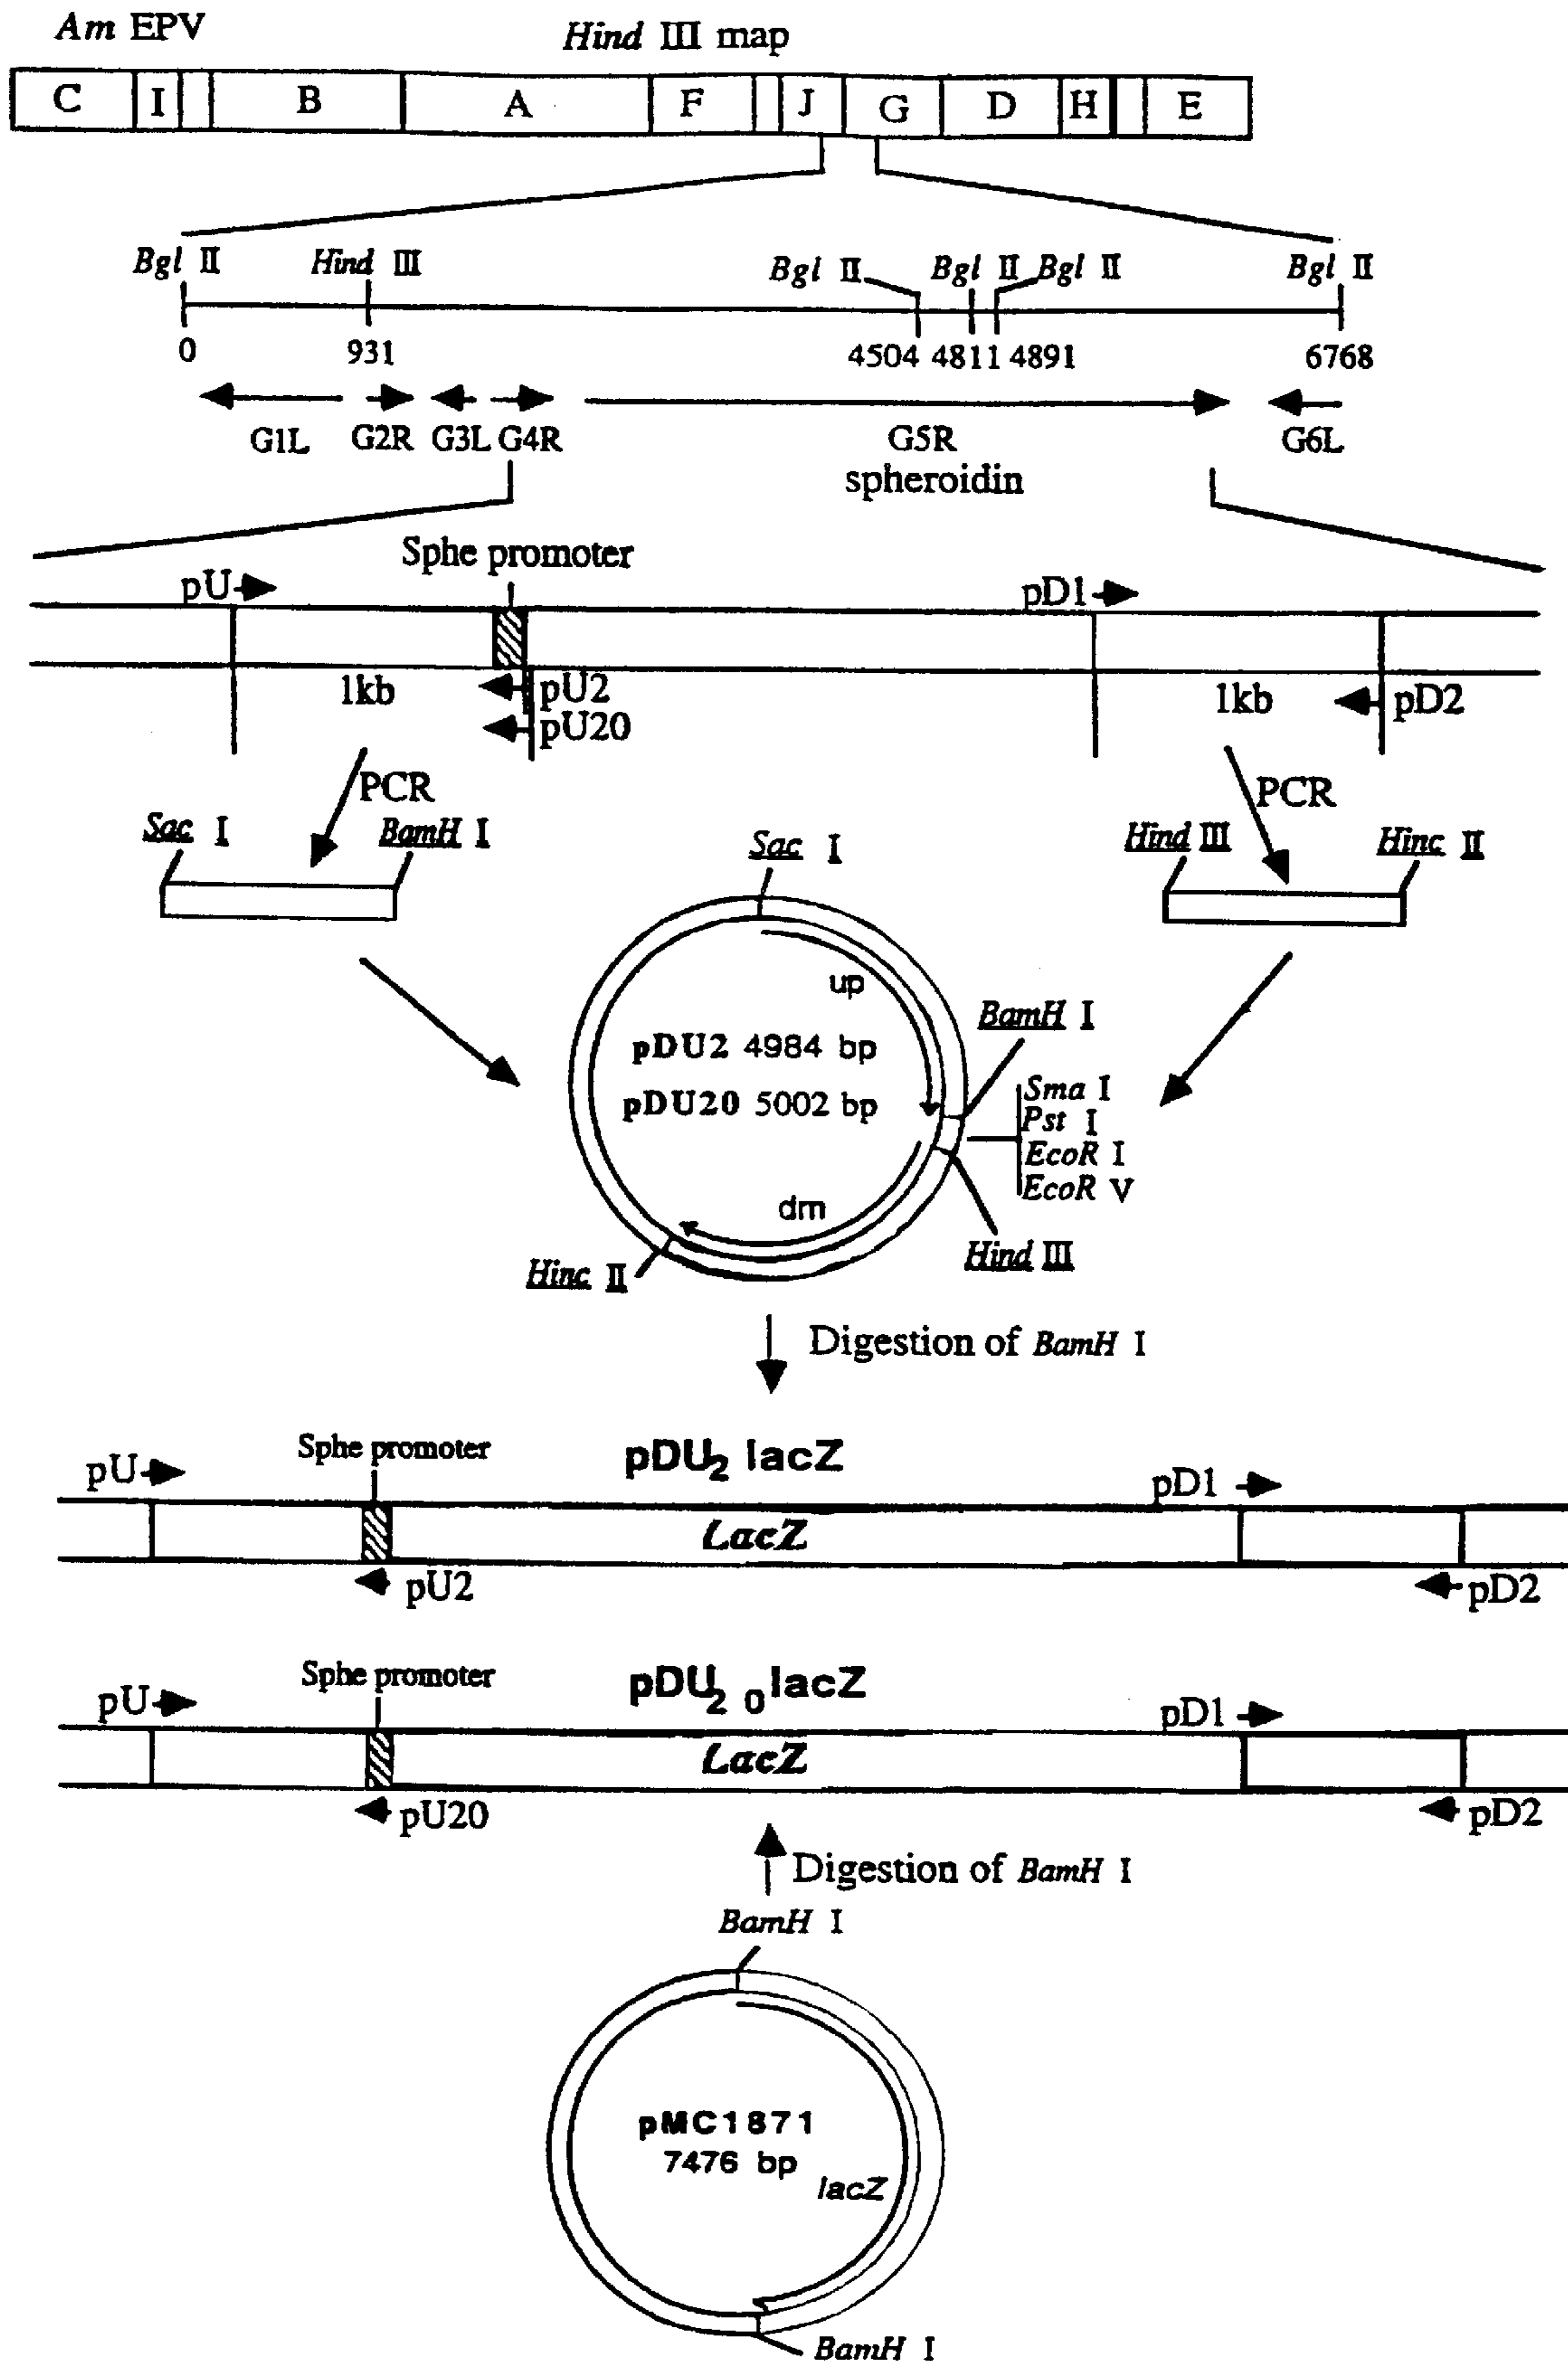 Am EPV
Hind III map
C I B A F J G D H E
Bgl II Hind III Bgl II Bgl II Bgl II Bgl II
0 931 4504 4811 4891 6768
G1L G2R G3L G4R G5R G6L
spheroidin
Sphe promoter
pU pD1
1kb pU2 1kb pD2
pU20
PCR PCR
Sac I BamH I Sac I Hind III Hinc II
up
BamH I
pDU2 4984 bp
pDU20 5002 bp
Sma I
Pst I
EcoR I
EcoR V
dm
Hind III
Hinc II
Digestion of BamH I
Sphe promoter pDU2 lacZ
pU pD1
LacZ
pU2 pD2
Sphe promoter pDU2 0 lacZ
pU pD1
LacZ
pU20 pD2
Digestion of BamH I
BamH I
pMC1871
7476 bp
lacZ
BamH I